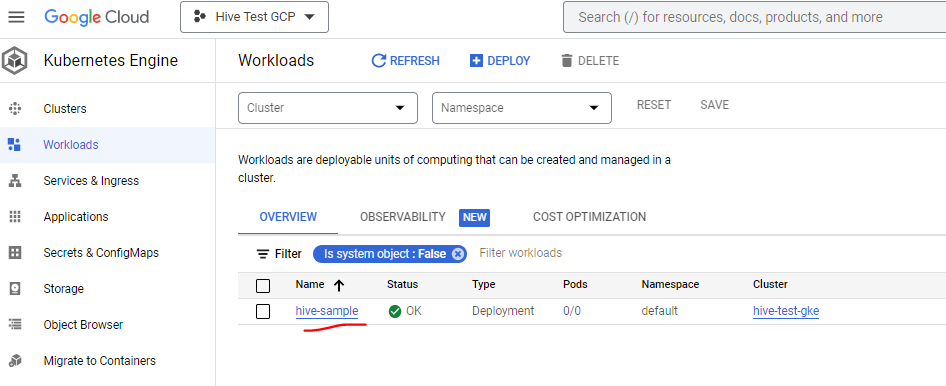 Google Cloud Hive Test GCP Search (/) for resources, docs, products, and more
Kubernetes Engine
Workloads REFRESH DEPLOY DELETE
Clusters
Workloads
Services & Ingress
Applications
Secrets & ConfigMaps
Storage
Object Browser
Migrate to Containers
Cluster Namespace RESET SAVE
Workloads are deployable units of computing that can be created and managed in a
cluster.
OVERVIEW OBSERVABILITY NEW COST OPTIMIZATION
Filter Is system object : False Filter workloads
Name Status Type Pods Namespace Cluster
hive-sample OK Deployment 0/0 default hive-test-gke